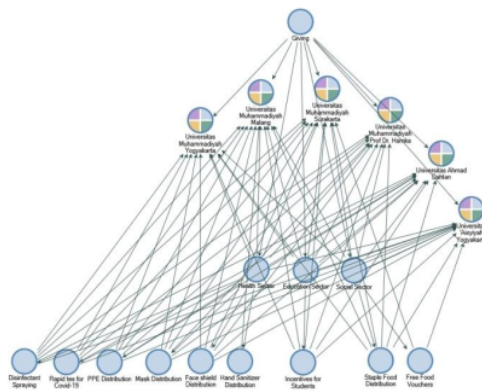 Giving
Universitas
Muhammadiyah
Malang
Universitas
Muhammadiyah
Surakarta
Universitas
Muhammadiyah
Yogyakarta
Universitas
Muhammadiyah
Prof Dr. Hamka
Universitas Ahmad
Dahlan
Universitas
'Aisyiyah
Yogyakarta
Health Sector
Education Sector
Social Sector
Disinfectant
Spraying
Rapid tes for
Covid-19
PPE Distribution
Mask Distribution
Face shield
Distribution
Hand Sanitizer
Distribution
Incentives for
Students
Staple Food
Distribution
Free Food
Vouchers